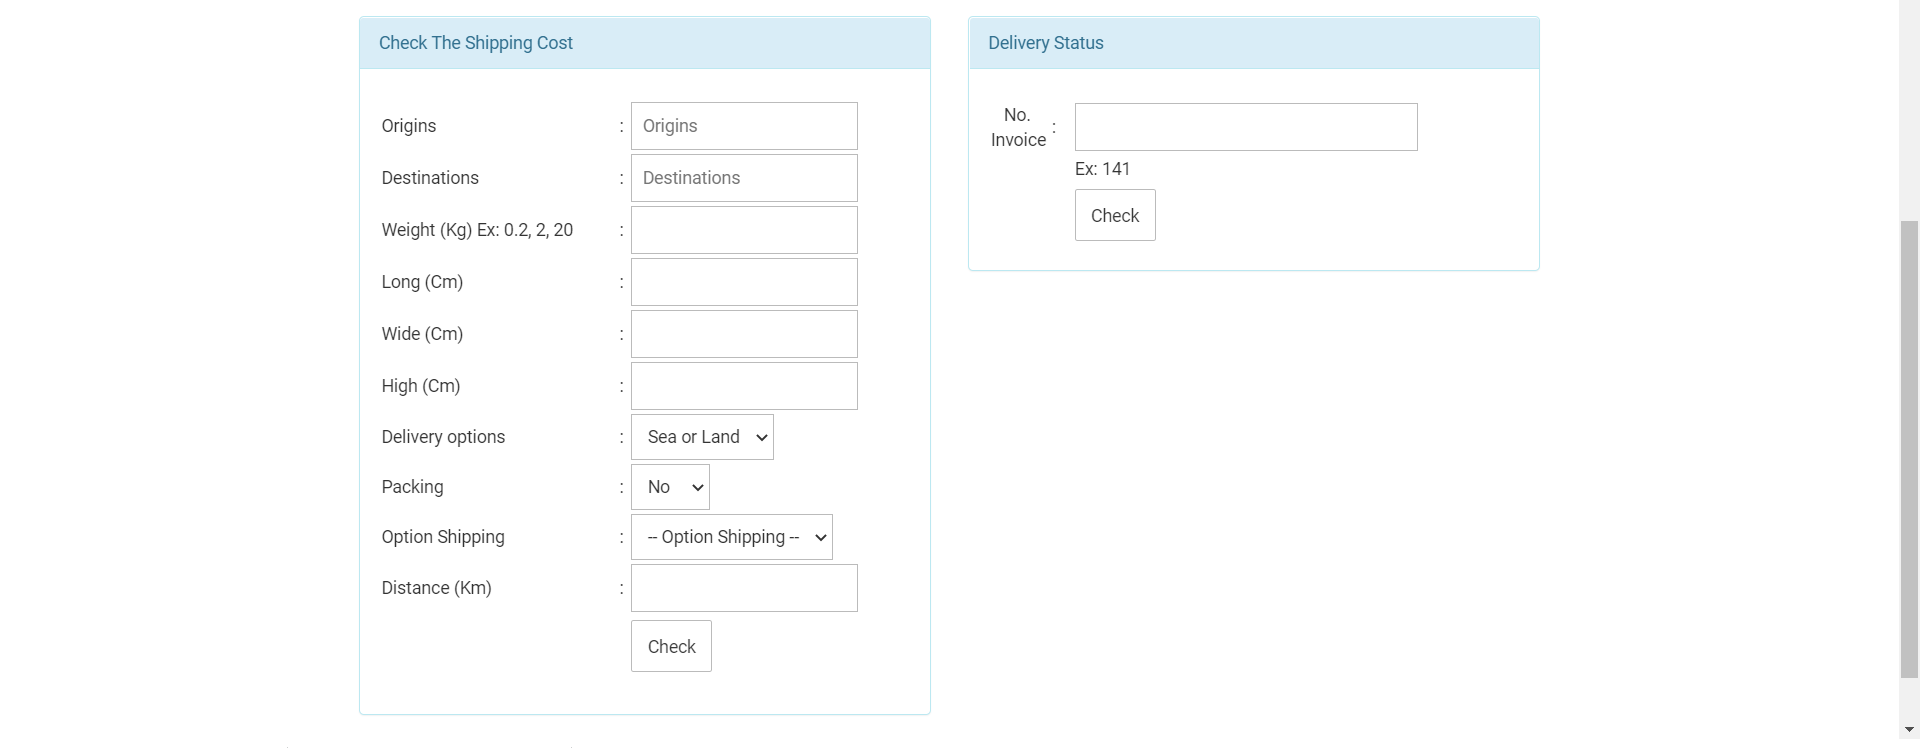 Check The Shipping Cost
Origins : Origins
Destinations : Destinations
Weight (Kg) Ex: 0.2, 2, 20 :
Long (Cm) :
Wide (Cm) :
High (Cm) :
Delivery options : Sea or Land
Packing : No
Option Shipping : -- Option Shipping --
Distance (Km) :
Check
Delivery Status
No.
Invoice :
Ex: 141
Check